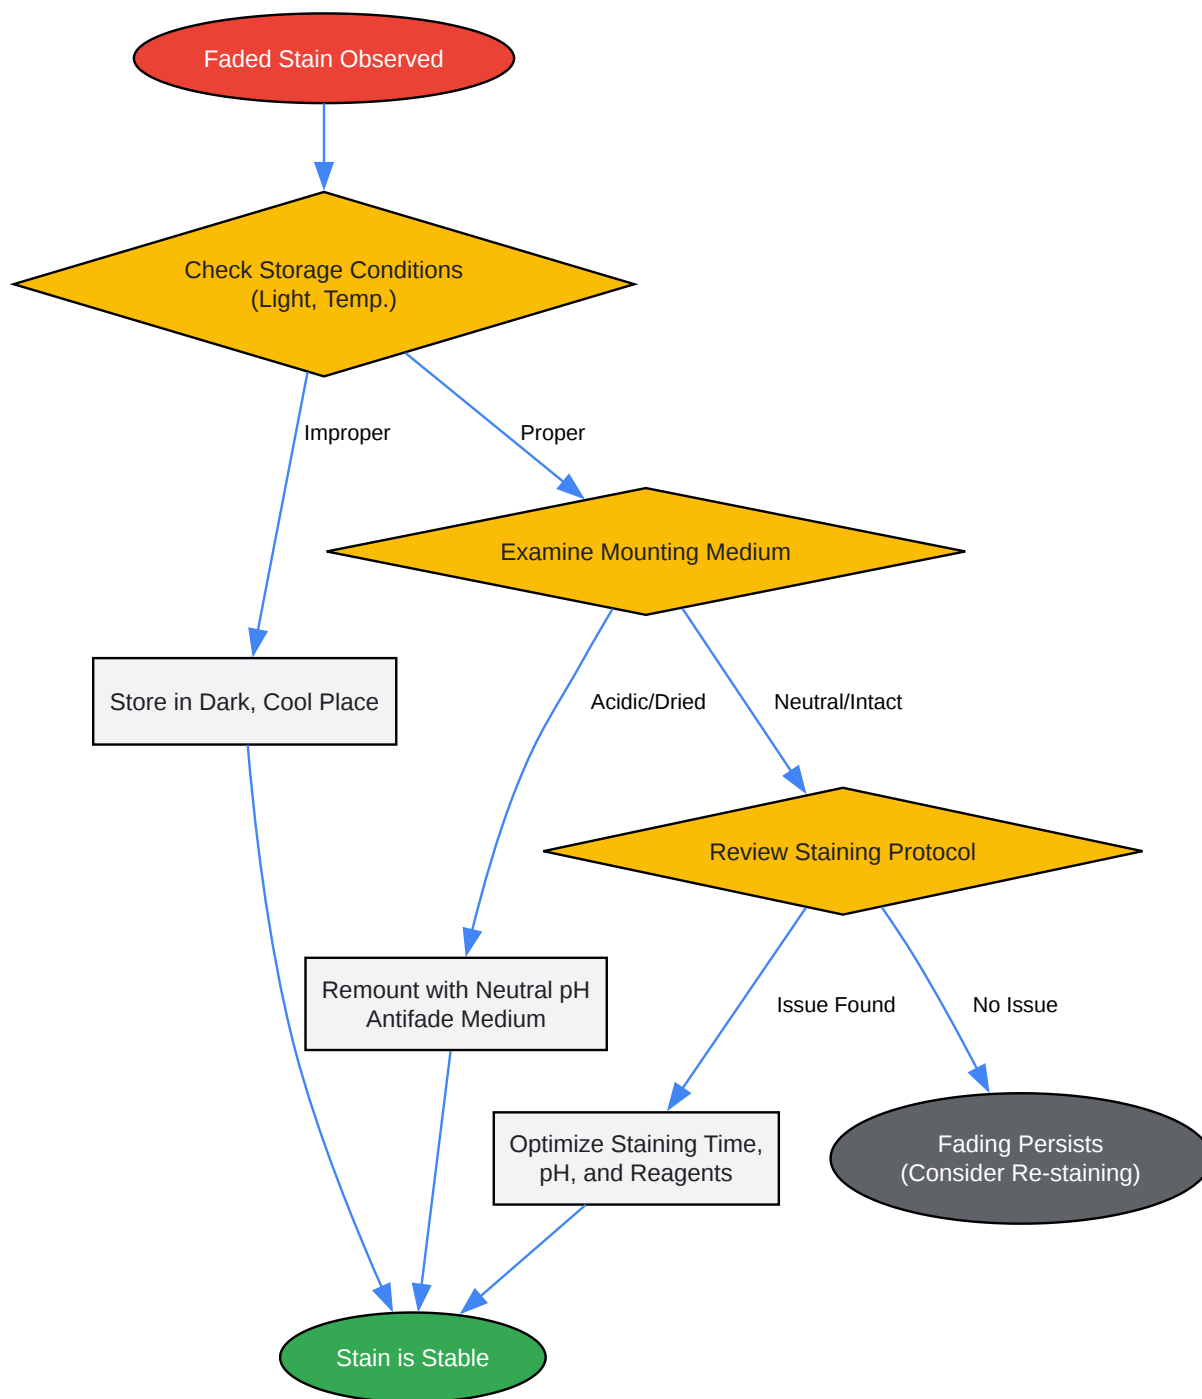 Faded Stain Observed
Check Storage Conditions
(Light, Temp.)
Improper
Proper
Examine Mounting Medium
Store in Dark, Cool Place
Acidic/Dried
Neutral/Intact
Review Staining Protocol
Remount with Neutral pH
Antifade Medium
Issue Found
No Issue
Optimize Staining Time,
pH, and Reagents
Fading Persists
(Consider Re-staining)
Stain is Stable